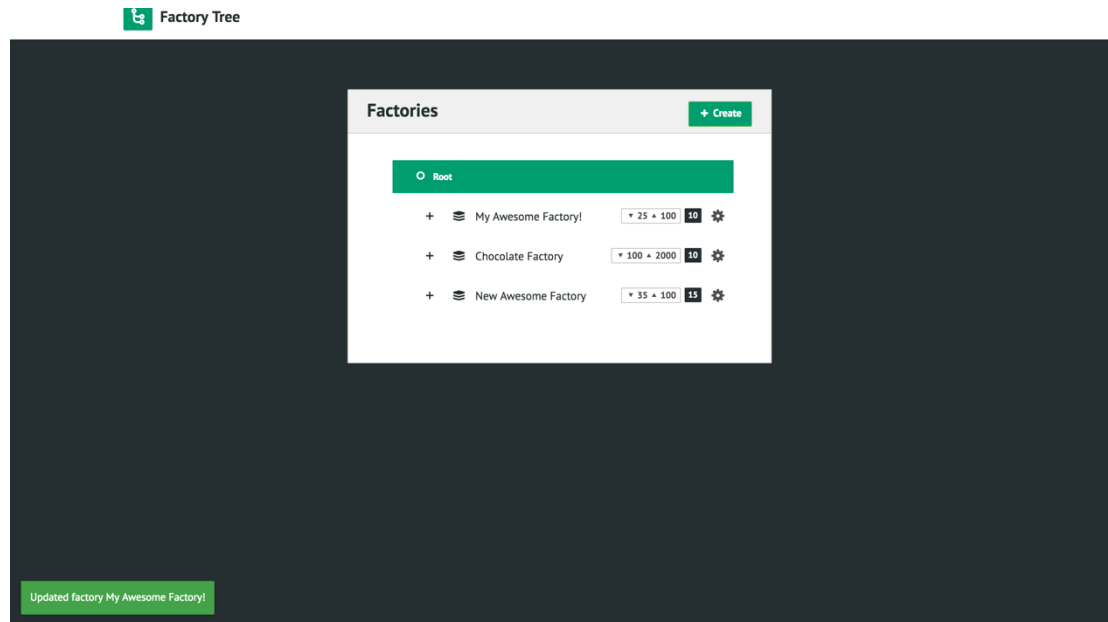 Factory Tree
Factories
+ Create
Root
+ My Awesome Factory! ▼ 25 ▲ 100 10
+ Chocolate Factory ▼ 100 ▲ 2000 10
+ New Awesome Factory ▼ 35 ▲ 100 15
Updated factory My Awesome Factory!